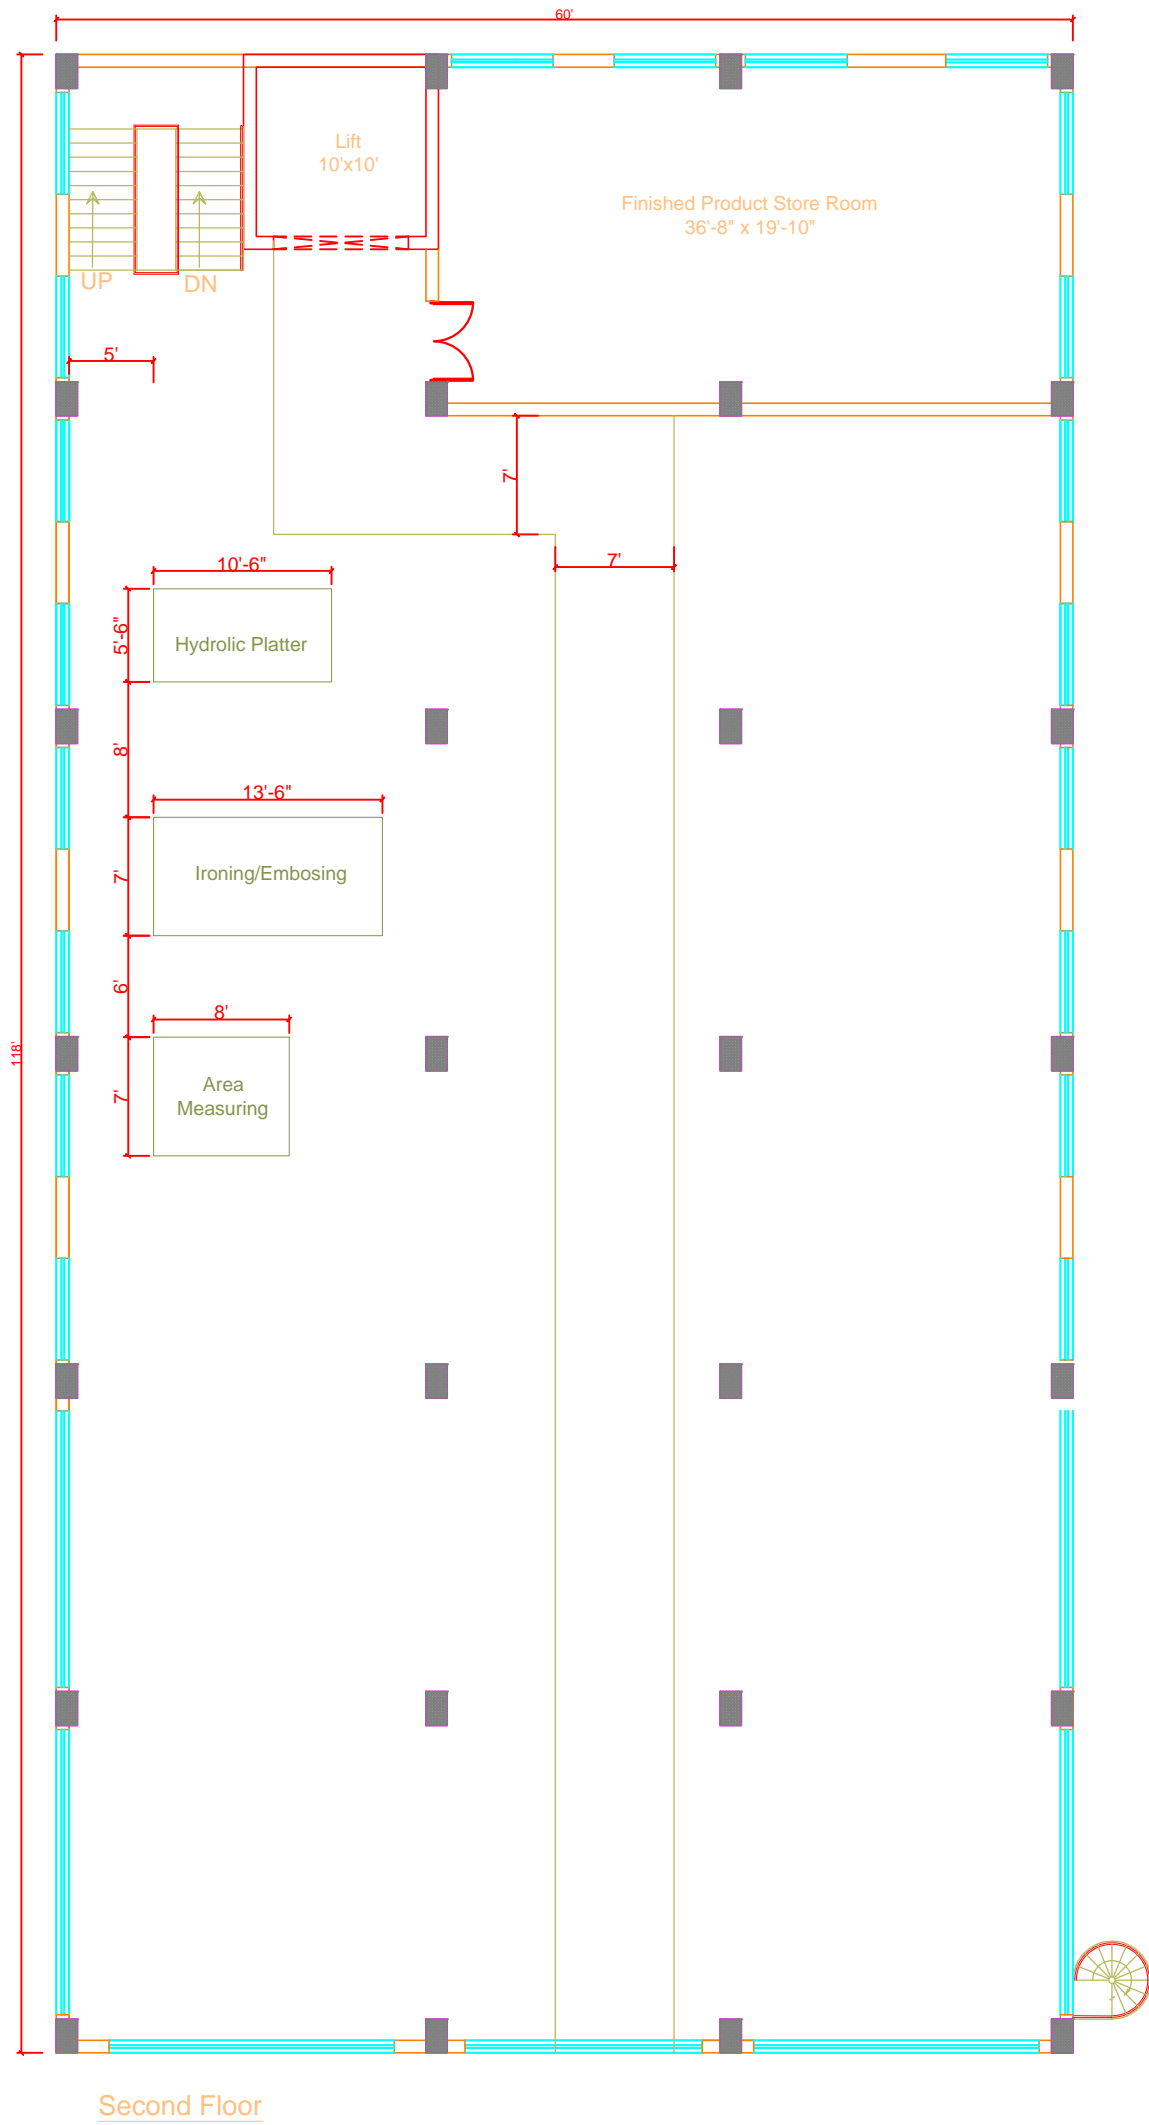 60'
Lift
10'x10'
Finished Product Store Room
36'-8" x 19'-10"
UP
DN
5'
7'
7'
10'-6"
5'-6"
Hydrolic Platter
8'
13'-6"
7'
Ironing/Embosing
6'
8'
118'
7'
Area
Measuring
Second Floor